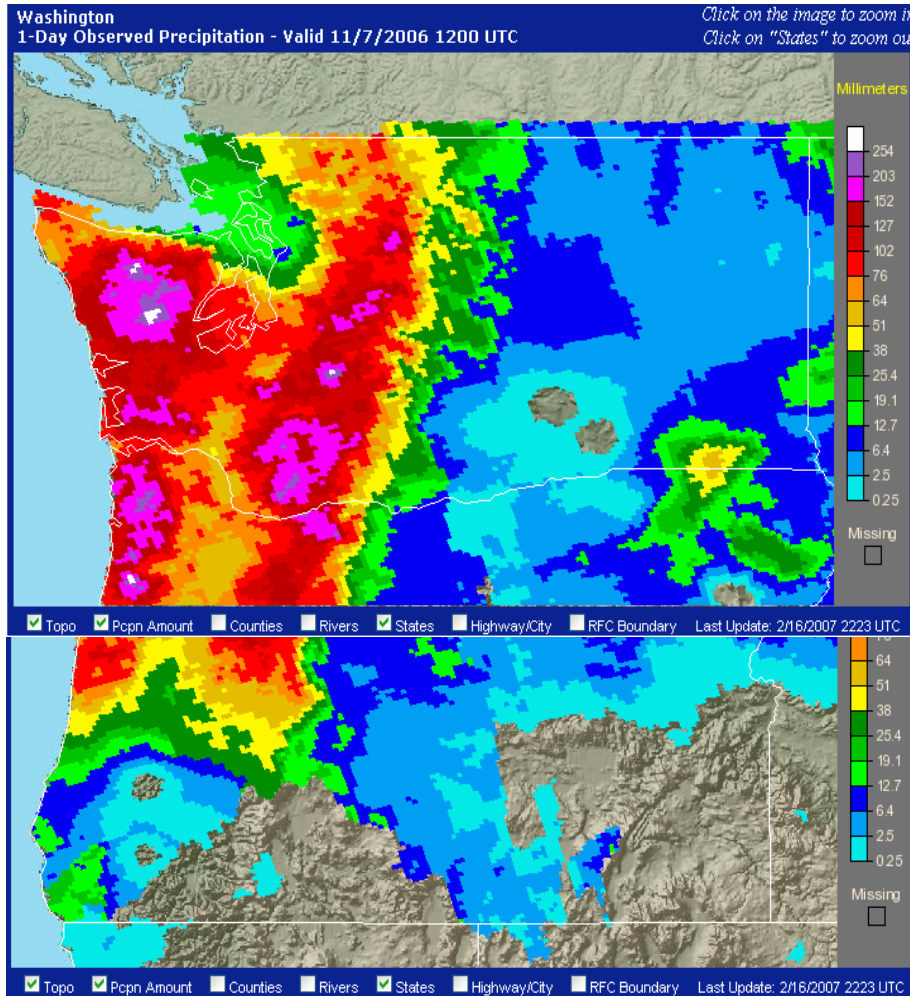 Washington
1-Day Observed Precipitation - Valid 11/7/2006 1200 UTC
Click on the image to zoom in
Click on "States" to zoom ou
Millimeters
254
203
152
127
102
76
64
51
38
25.4
19.1
12.7
6.4
2.5
0.25
Missing
Topo Pcpn Amount Counties Rivers States Highway/City RFC Boundary Last Update: 2/16/2007 2223 UTC
64
51
38
25.4
19.1
12.7
6.4
2.5
0.25
Missing
Topo Pcpn Amount Counties Rivers States Highway/City RFC Boundary Last Update: 2/16/2007 2223 UTC